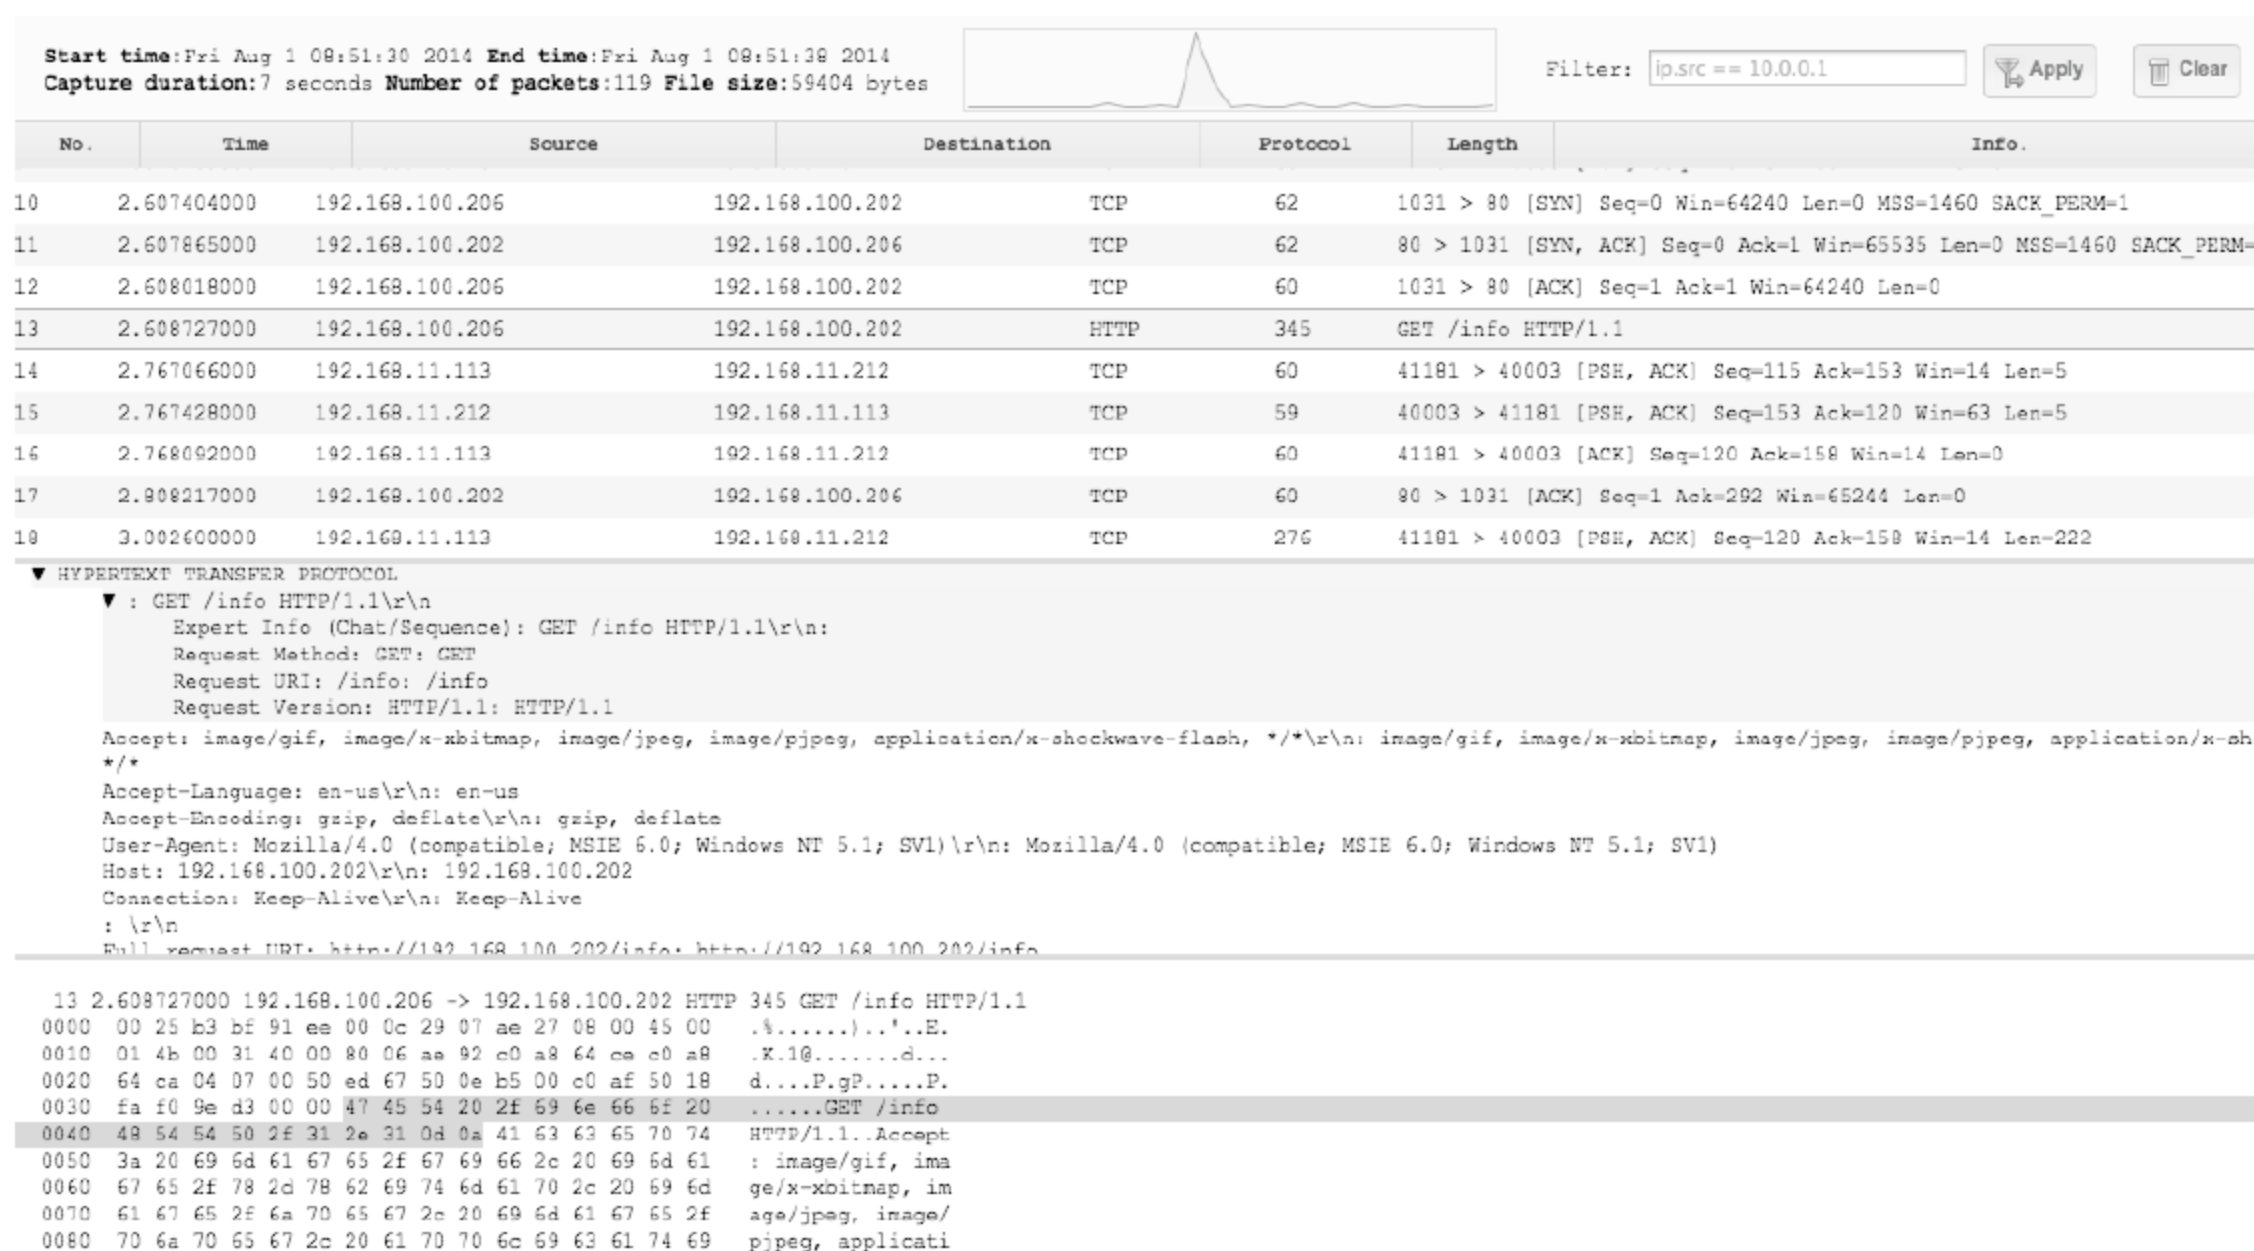 Start time:Fri Aug 1 08:51:30 2014 End time:Fri Aug 1 08:51:38 2014
Capture duration:7 seconds Number of packets:119 File size:59404 bytes
Filter: ip.src == 10.0.0.1 Apply Clear
No. Time Source Destination Protocol Length Info.
10 2.607404000 192.168.100.206 192.168.100.202 TCP 62 1031 > 80 [SYN] Seq=0 Win=64240 Len=0 MSS=1460 SACK_PERM=1
11 2.607865000 192.168.100.202 192.168.100.206 TCP 62 80 > 1031 [SYN, ACK] Seq=0 Ack=1 Win=65535 Len=0 MSS=1460 SACK_PERM=
12 2.608018000 192.168.100.206 192.168.100.202 TCP 60 1031 > 80 [ACK] Seq=1 Ack=1 Win=64240 Len=0
13 2.608727000 192.168.100.206 192.168.100.202 HTTP 345 GET /info HTTP/1.1
14 2.767066000 192.168.11.113 192.168.11.212 TCP 60 41181 > 40003 [PSH, ACK] Seq=115 Ack=153 Win=14 Len=5
15 2.767428000 192.168.11.212 192.168.11.113 TCP 59 40003 > 41181 [PSH, ACK] Seq=153 Ack=120 Win=63 Len=5
16 2.768092000 192.168.11.113 192.168.11.212 TCP 60 41181 > 40003 [ACK] Seq=120 Ack=158 Win=14 Len=0
17 2.808217000 192.168.100.202 192.168.100.206 TCP 60 80 > 1031 [ACK] Seq=1 Ack=292 Win=65244 Len=0
18 3.002600000 192.168.11.113 192.168.11.212 TCP 276 41181 > 40003 [PSH, ACK] Seq=120 Ack=158 Win=14 Len=222
▼ HYPERTEXT TRANSFER PROTOCOL
▼ : GET /info HTTP/1.1\r\n
Expert Info (Chat/Sequence): GET /info HTTP/1.1\r\n:
Request Method: GET: GET
Request URI: /info: /info
Request Version: HTTP/1.1: HTTP/1.1
Accept: image/gif, image/x-xbitmap, image/jpeg, image/pjpeg, application/x-shockwave-flash, */*\r\n: image/gif, image/x-xbitmap, image/jpeg, image/pjpeg, application/x-sh
*/*
Accept-Language: en-us\r\n: en-us
Accept-Encoding: gzip, deflate\r\n: gzip, deflate
User-Agent: Mozilla/4.0 (compatible; MSIE 6.0; Windows NT 5.1; SV1)\r\n: Mozilla/4.0 (compatible; MSIE 6.0; Windows NT 5.1; SV1)
Host: 192.168.100.202\r\n: 192.168.100.202
Connection: Keep-Alive\r\n: Keep-Alive
: \r\n
Full request URI: http://192.168.100.202/info: http://192.168.100.202/info
13 2.608727000 192.168.100.206 -> 192.168.100.202 HTTP 345 GET /info HTTP/1.1
0000 00 25 b3 bf 91 ee 00 0c 29 07 ae 27 08 00 45 00 .%......)..'..E.
0010 01 4b 00 31 40 00 80 06 ae 92 c0 a8 64 ce c0 a8 .K.1@.......d...
0020 64 ca 04 07 00 50 ed 67 50 0e b5 00 c0 af 50 18 d....P.gP.....P.
0030 fa f0 9e d3 00 00 47 45 54 20 2f 69 6e 66 6f 20 ......GET /info
0040 48 54 54 50 2f 31 2e 31 0d 0a 41 63 63 65 70 74 HTTP/1.1..Accept
0050 3a 20 69 6d 61 67 65 2f 67 69 66 2c 20 69 6d 61 : image/gif, ima
0060 67 65 2f 78 2d 78 62 69 74 6d 61 70 2c 20 69 6d ge/x-xbitmap, im
0070 61 67 65 2f 6a 70 65 67 2c 20 69 6d 61 67 65 2f age/jpeg, image/
0080 70 6a 70 65 67 2c 20 61 70 70 6c 69 63 61 74 69 pjpeg, applicati